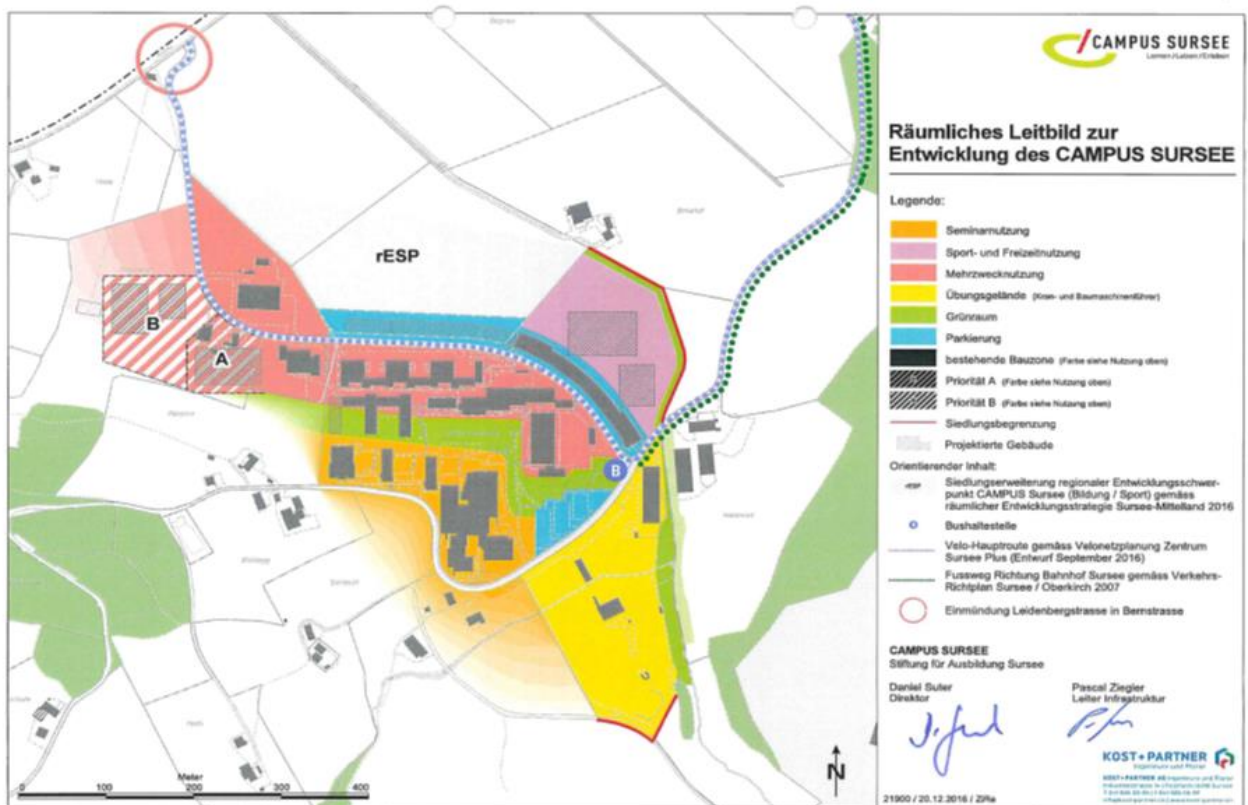 CAMPUS SURSEE
Lernen / Leben / Erleben
Räumliches Leitbild zur
Entwicklung des CAMPUS SURSEE
Legende:
Seminarnutzung
Sport- und Freizeitnutzung
Mehrzwecknutzung
Übungsgelände (Kran- und Baumaschinenführer)
Grünraum
Parkierung
bestehende Bauzone (Farbe siehe Nutzung oben)
Priorität A (Farbe siehe Nutzung oben)
Priorität B (Farbe siehe Nutzung oben)
Siedlungsbegrenzung
Projektierte Gebäude
Orientierender Inhalt:
rESP
Siedlungserweiterung regionaler Entwicklungsschwer-
punkt CAMPUS Sursee (Bildung / Sport) gemäss
räumlicher Entwicklungsstrategie Sursee-Mittelland 2016
Bushaltestelle
Velo-Hauptroute gemäss Velonetzplanung Zentrum
Sursee Plus (Entwurf September 2016)
Fussweg Richtung Bahnhof Sursee gemäss Verkehrs-
Richtplan Sursee / Oberkirch 2007
Einmündung Leidenbergstrasse in Bernstrasse
CAMPUS SURSEE
Stiftung für Ausbildung Sursee
Daniel Suter
Direktor
Pascal Ziegler
Leiter Infrastruktur
KOST+PARTNER
Ingenieure und Planer
21900 / 20.12.2016 / ZiRe
rESP
B
A
B
Meter
0 100 200 300 400
N